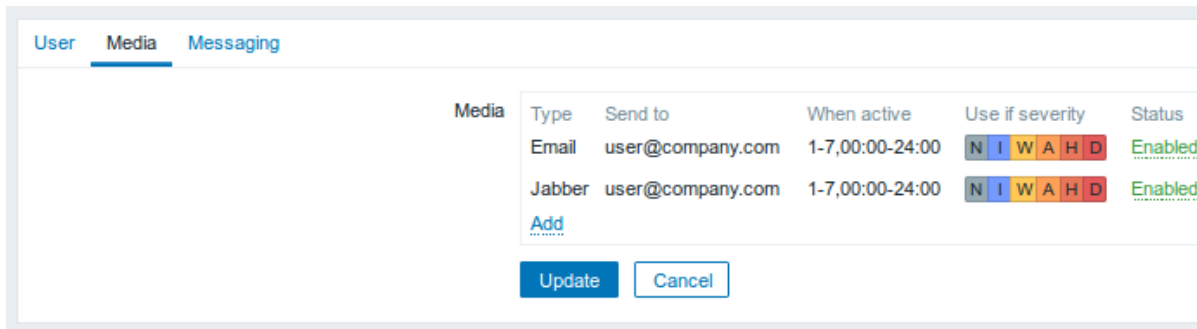 User Media Messaging
Media Type Send to When active Use if severity Status
Email user@company.com 1-7,00:00-24:00 N I W A H D Enabled
Jabber user@company.com 1-7,00:00-24:00 N I W A H D Enabled
Add
Update Cancel